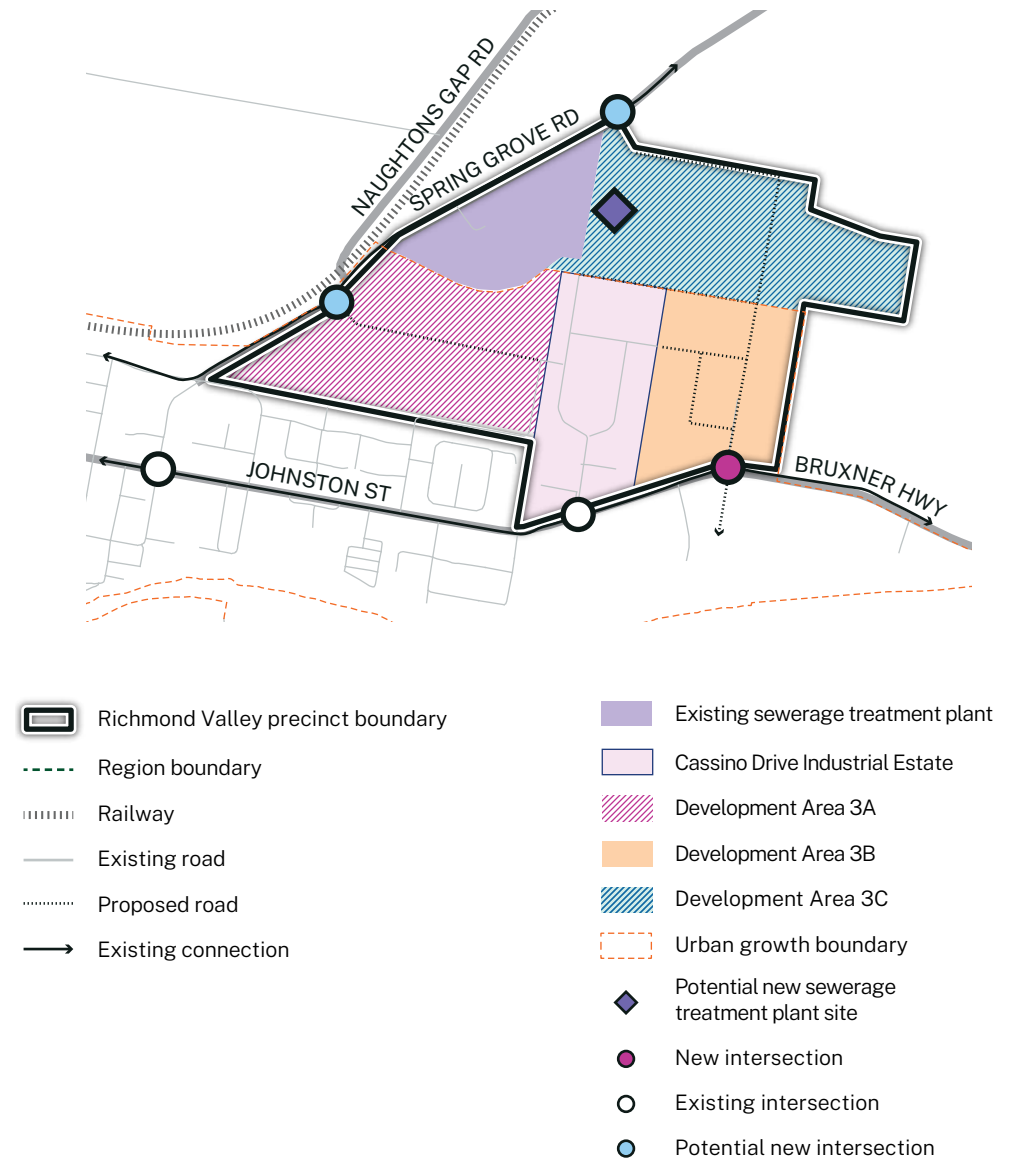 NAUGHTONS GAP RD
SPRING GROVE RD
JOHNSTON ST
BRUXNER HWY
Richmond Valley precinct boundary
Region boundary
Railway
Existing road
Proposed road
Existing connection
Existing sewerage treatment plant
Cassino Drive Industrial Estate
Development Area 3A
Development Area 3B
Development Area 3C
Urban growth boundary
Potential new sewerage
treatment plant site
New intersection
Existing intersection
Potential new intersection